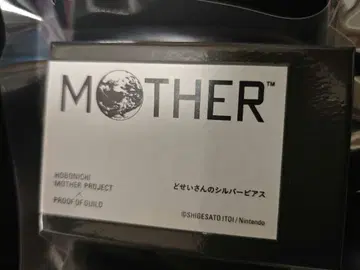 MOTHER™
HOBONICHI
MOTHER PROJECT
×
PROOF OF GUILD
どせいさんのシルバーピアス
©SHIGESATO ITOI / Nintendo